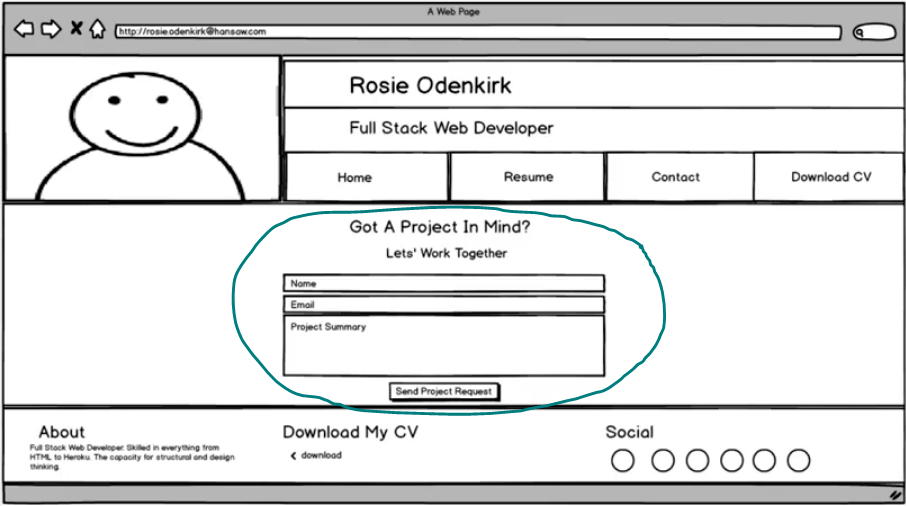 A Web Page
http://rosie.odenkirk@hansaw.com
Rosie Odenkirk
Full Stack Web Developer
Home Resume Contact Download CV
Got A Project In Mind?
Lets' Work Together
Name
Email
Project Summary
Send Project Request
About
Full Stack Web Developer. Skilled in everything from
HTML to Heroku. The capacity for structural and design
thinking.
Download My CV
download
Social